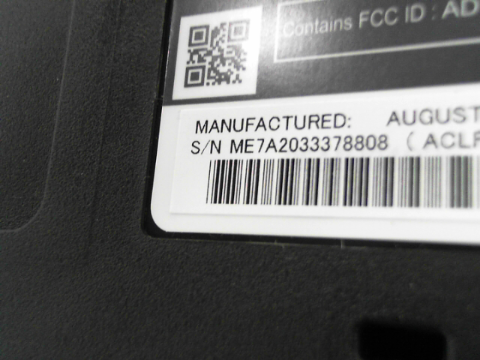 Contains FCC ID : AD
MANUFACTURED: AUGUST
S/N ME7A2033378808 ( ACLF